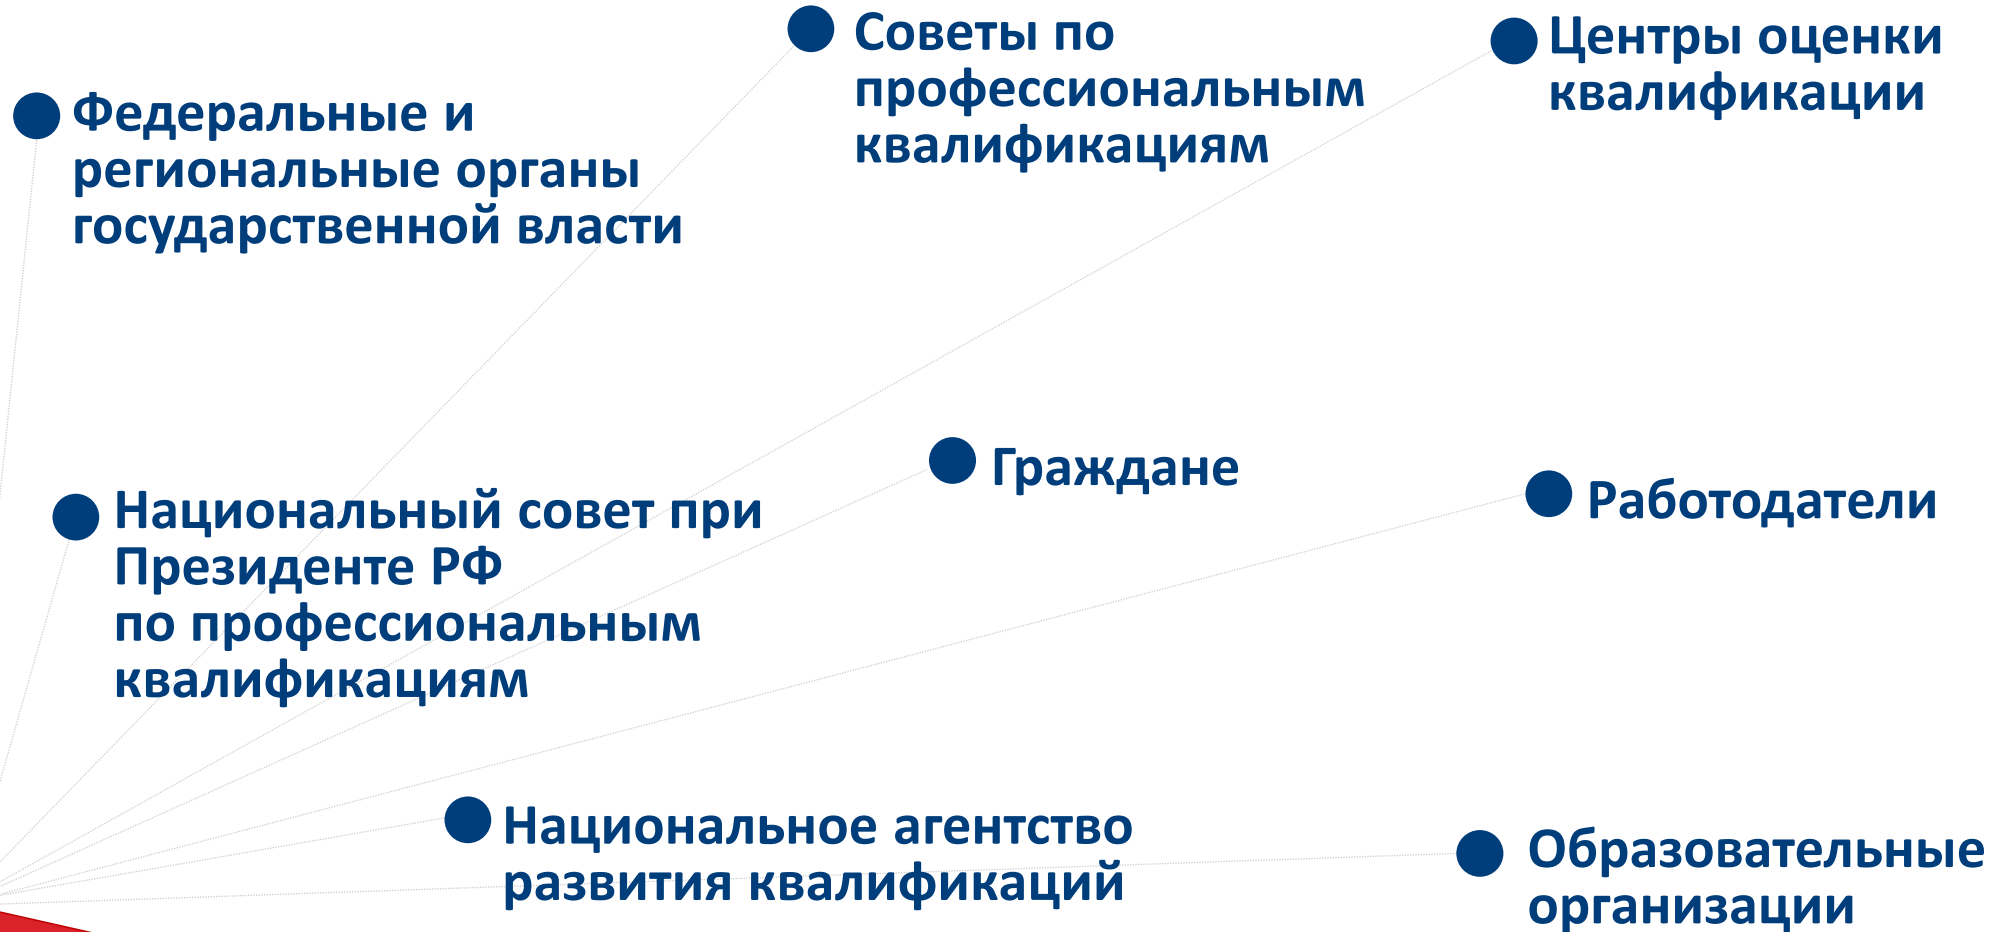 Федеральные и
региональные органы
государственной власти
Советы по
профессиональным
квалификациям
Центры оценки
квалификации
Национальный совет при
Президенте РФ
по профессиональным
квалификациям
Граждане
Работодатели
Национальное агентство
развития квалификаций
Образовательные
организации